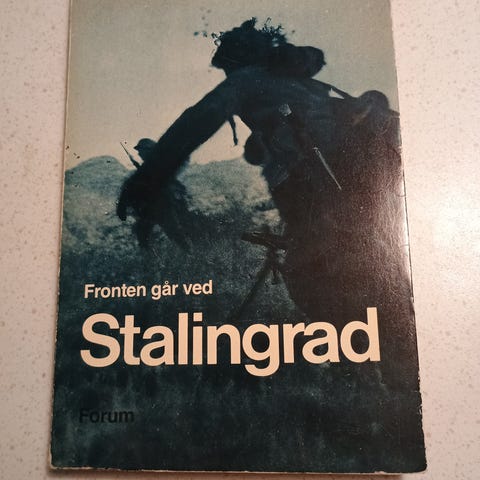 Fronten går ved
Stalingrad
Forum